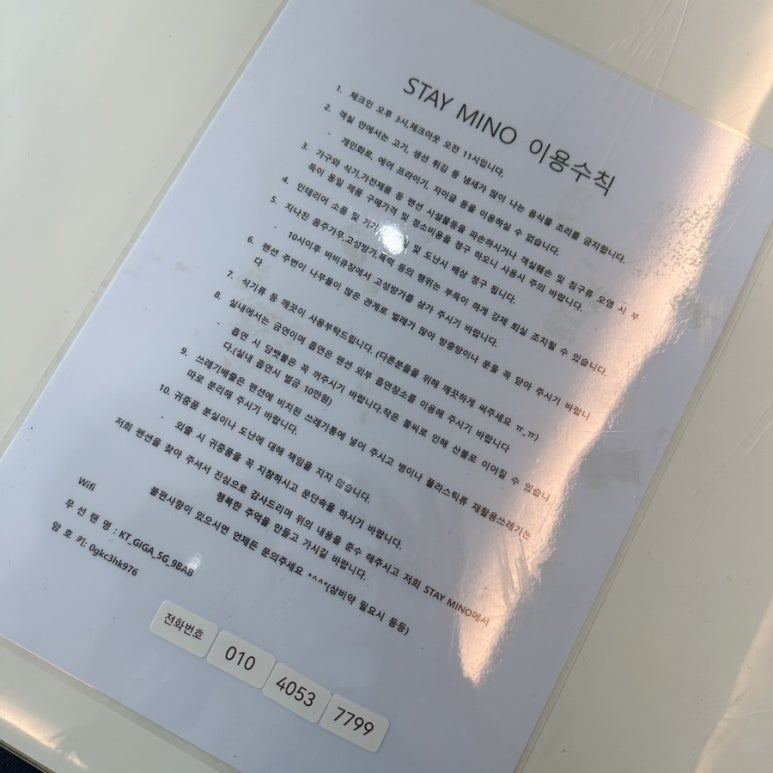 STAY MINO 이용수칙
1. 체크인 오후 3시,체크아웃 오전 11시입니다.
2. 객실 안에서는 고기, 생선 튀김 등 냄새가 많이 나는 음식물 조리를 금지합니다.
- 개인화로, 에어 프라이기, 자이글 등을 이용하실 수 없습니다.
3. 가구와 식기,가전제품 등 팬션 시설물등을 파손하시거나 객실훼손 및 침구류 오염 시 부
득이 동일 제품 구매가격 및 청소비용을 청구 하오니 사용시 주의 바랍니다.
4. 인테리어 소품 및 기기 도난시 배상 청구 됩니다.
5. 지나친 음주가무,고성방가,폭력 등의 행위는 부득이 하게 강제 퇴실 조치될 수 있습니다.
- 10시이후 바비큐장에서 고성방가를 삼가 주시기 바랍니다.
6. 팬션 주변이 나무들이 많은 관계로 벌레가 많아 방충망이나 문을 꼭 닫아 주시기 바랍니
다
7. 식기류 등 깨끗이 사용부탁드립니다. (다른분들을 위해 깨끗하게 써주세요 ㅠ.ㅠ)
8. 실내에서는 금연이며 흡연은 팬션 외부 흡연장소를 이용해 주시기 바랍니다
- 흡연 시 담뱃불은 꼭 꺼주시기 바랍니다.작은 불씨로 인해 산불로 이어질 수 있습니
다.(실내 흡연시 벌금 10만원)
9. 쓰레기배출은 팬션에 비치된 쓰레기통에 넣어 주시고 병이나 플라스틱류 재활용쓰레기는
따로 분리해 주시기 바랍니다.
10. 귀중품 분실이나 도난에 대해 책임을 지지 않습니다.
- 외출 시 귀중품을 꼭 지참하시고 문단속을 하시기 바랍니다.
저희 팬션을 찾아 주셔서 진심으로 감사드리며 위의 내용을 준수 해주시고 저희 STAY MINO에서
행복한 추억을 만들고 가시길 바랍니다.
불편사항이 있으시면 언제든 문의주세요 *^^*(상비약 필요시 등등)
Wifi
무선 랜 명 : KT_GiGA_5G_9BAB
암 호 키: 0gkc3hk976
전화번호 010 4053 7799